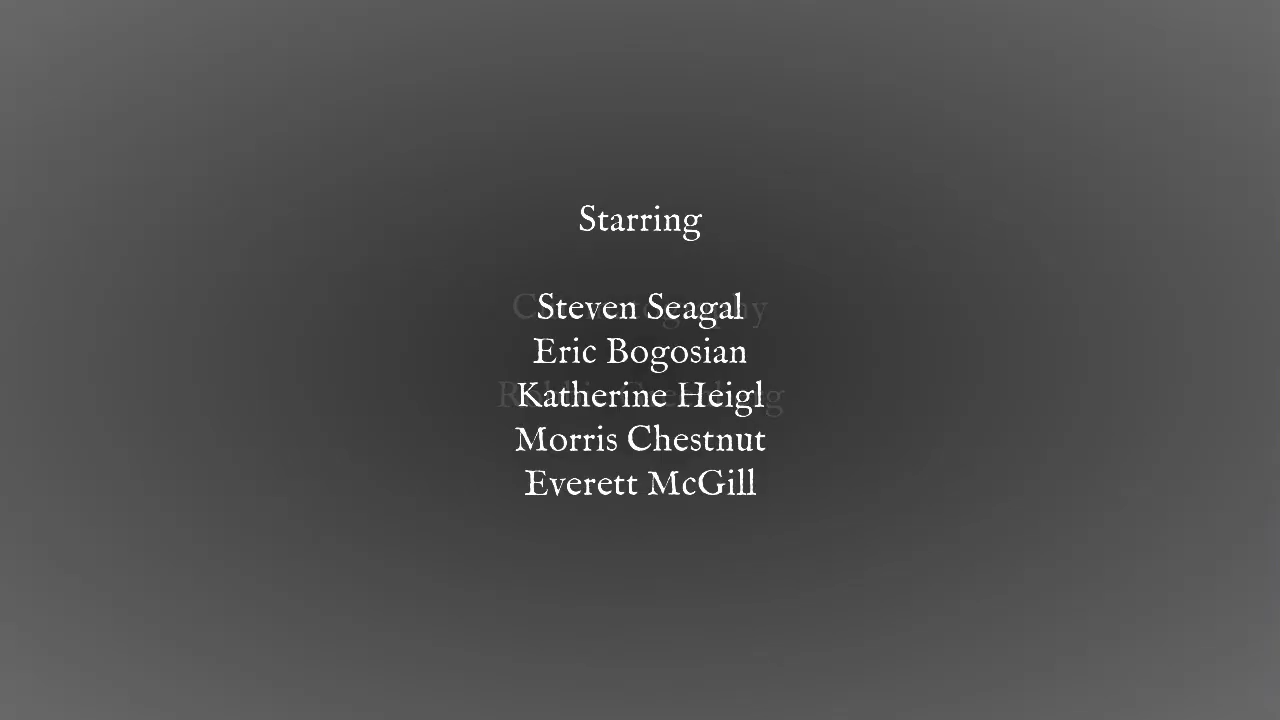 Starring
Steven Seagal
Eric Bogosian
Katherine Heigl
Morris Chestnut
Everett McGill